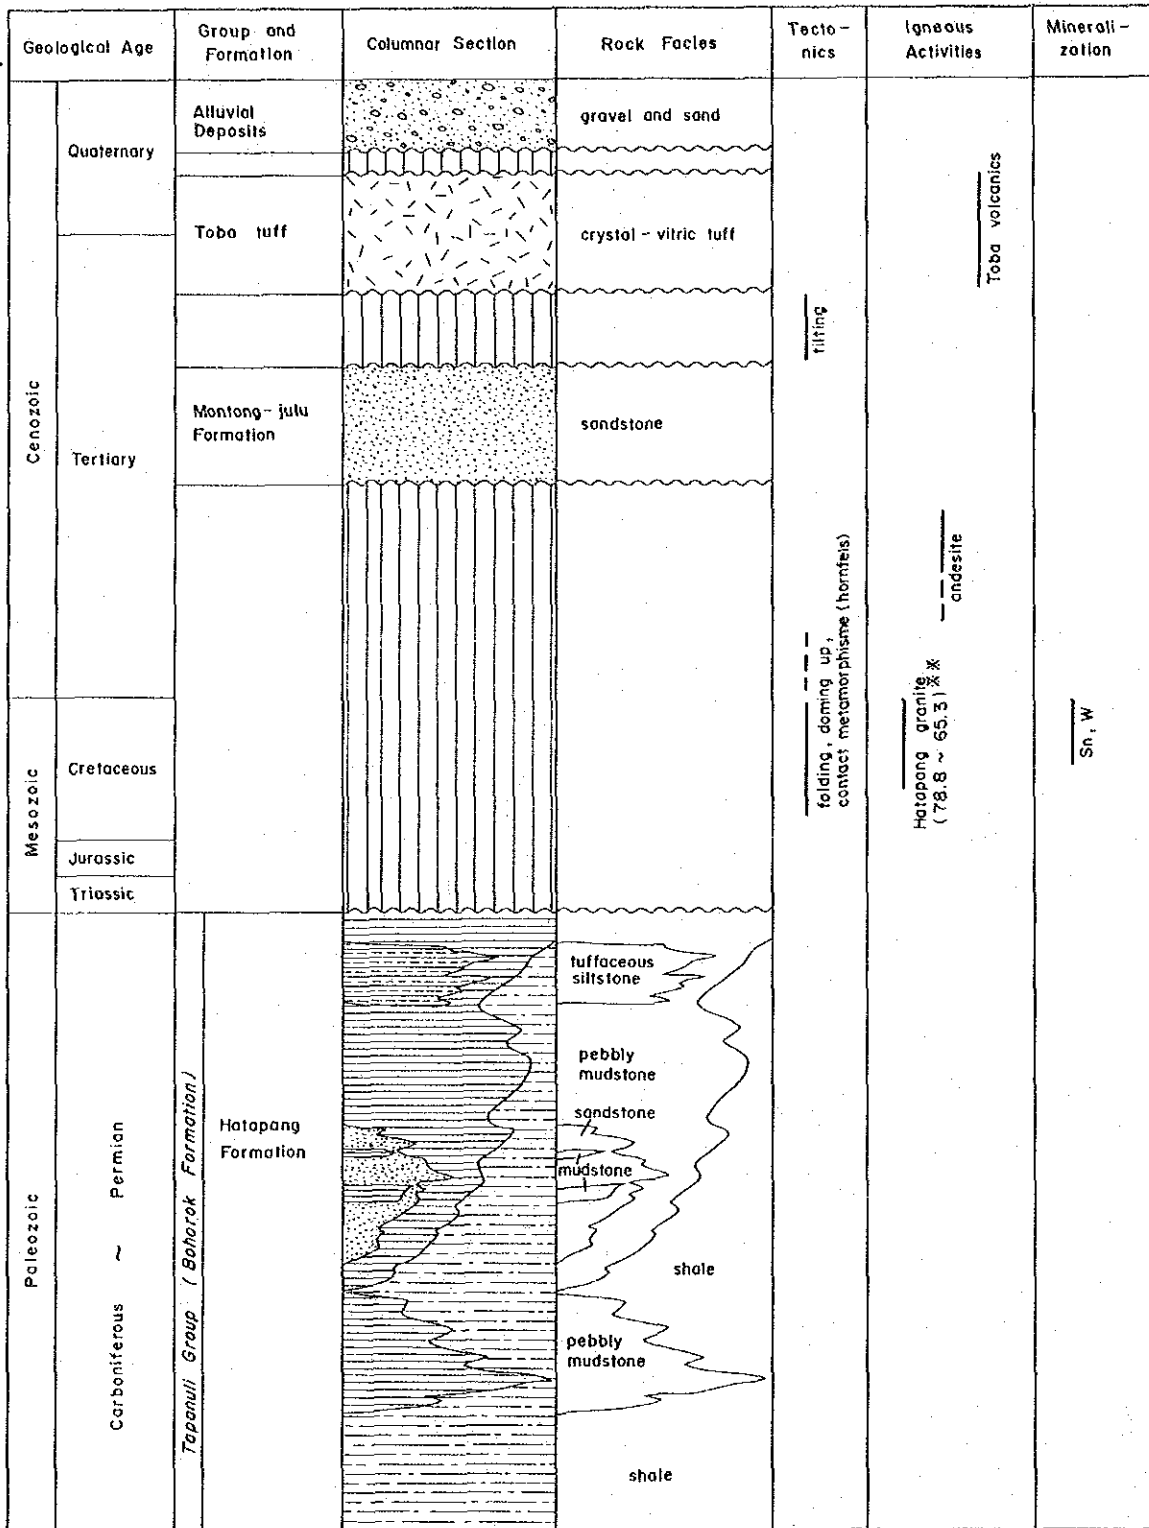 Geological Age
Group and
Formation
Columnar Section
Rock Facies
Tecto-
nics
Igneous
Activities
Minerali-
zation
Cenozoic
Quaternary
Alluvial
Deposits
gravel and sand
Toba tuff
crystal - vitric tuff
Toba volcanics
tilting
Tertiary
Montong - julu
Formation
sandstone
andesite
folding, doming up,
contact metamorphisme (hornfels)
Hatapang granite
(78.8 ~ 65.3)※※
Sn, W
Mesozoic
Cretaceous
Jurassic
Triassic
Paleozoic
Carboniferous ~ Permian
Tapanuli Group (Bohorok Formation)
Hatapang
Formation
tuffaceous
siltstone
pebbly
mudstone
sandstone
mudstone
shale
pebbly
mudstone
shale